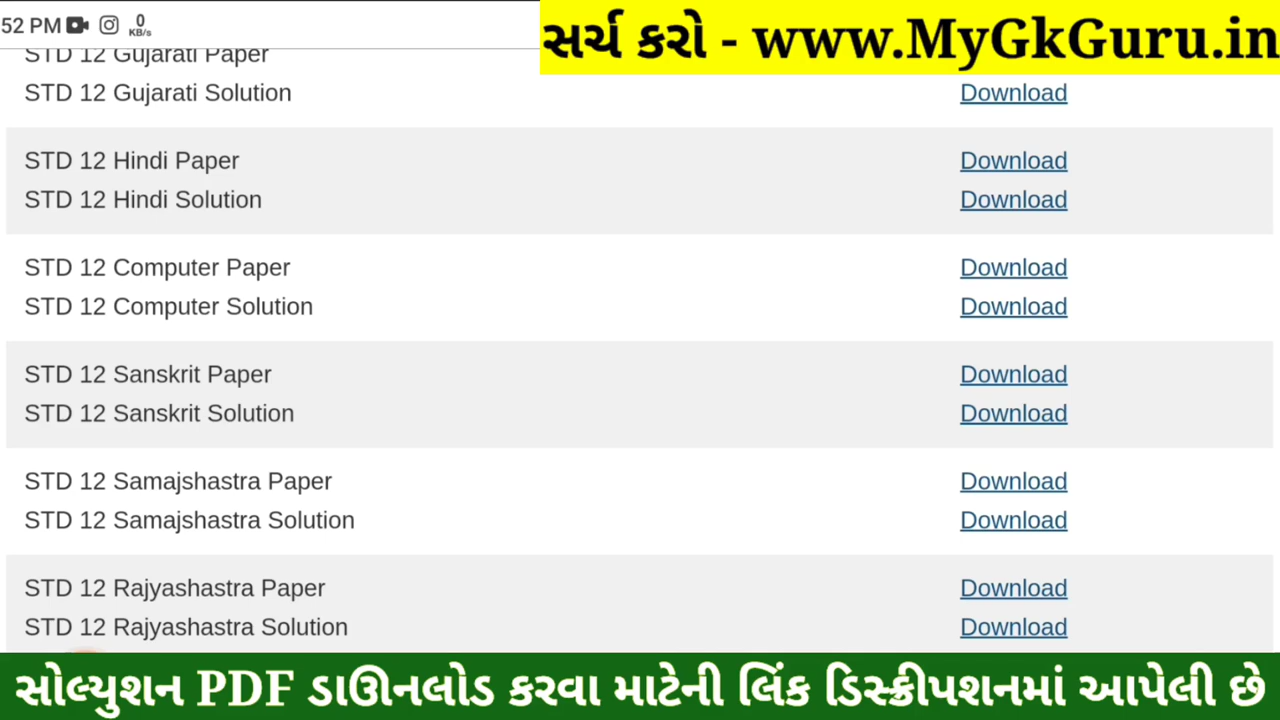 52 PM 0 KB/s
સર્ચ કરો - www.MyGkGuru.in
STD 12 Gujarati Paper
STD 12 Gujarati Solution Download
STD 12 Hindi Paper Download
STD 12 Hindi Solution Download
STD 12 Computer Paper Download
STD 12 Computer Solution Download
STD 12 Sanskrit Paper Download
STD 12 Sanskrit Solution Download
STD 12 Samajshastra Paper Download
STD 12 Samajshastra Solution Download
STD 12 Rajyashastra Paper Download
STD 12 Rajyashastra Solution Download
સોલ્યુશન PDF ડાઊનલોડ કરવા માટેની લિંક ડિસ્ક્રીપશનમાં આપેલી છે